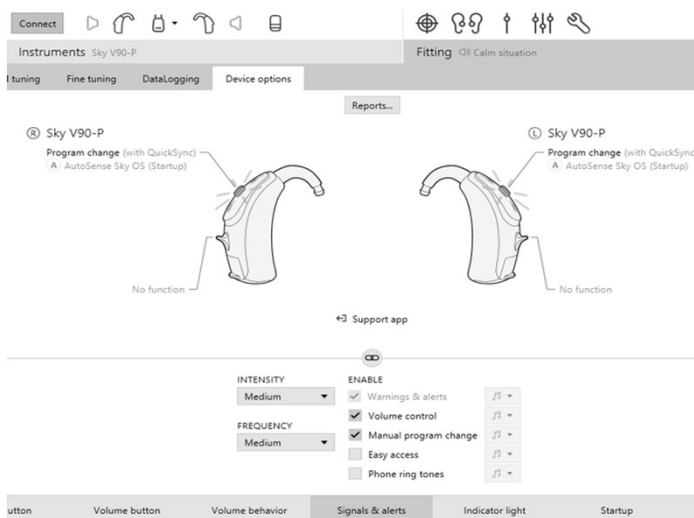 Connect
Instruments Sky V90-P
Fitting Calm situation
l tuning Fine tuning DataLogging Device options
Reports...
R Sky V90-P
Program change (with QuickSync)
A AutoSense Sky OS (Startup)
No function
L Sky V90-P
Program change (with QuickSync
A AutoSense Sky OS (Startup)
No function
Support app
INTENSITY
Medium
FREQUENCY
Medium
ENABLE
Warnings & alerts
Volume control
Manual program change
Easy access
Phone ring tones
utton Volume button Volume behavior Signals & alerts Indicator light Startup